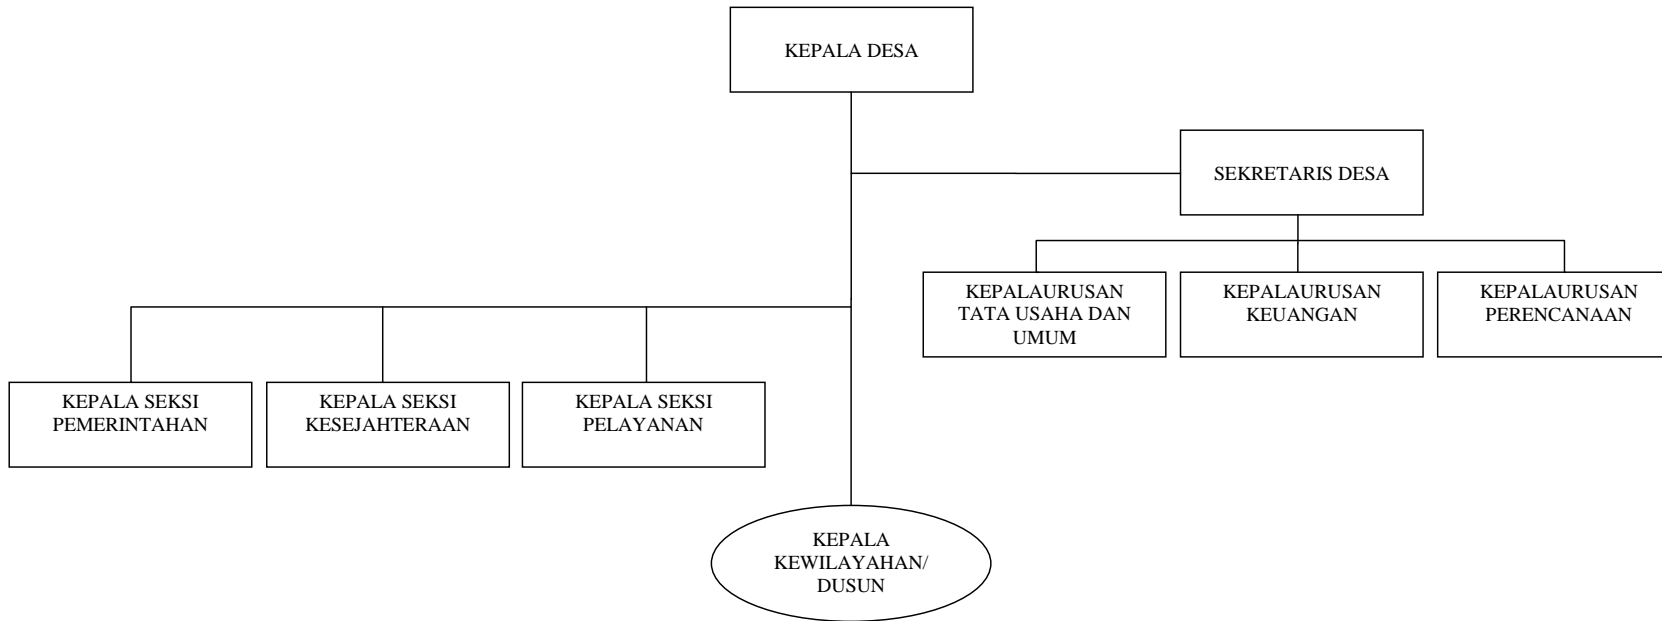 KEPALA DESA
SEKRETARIS DESA
KEPALAURUSAN
TATA USAHA DAN
UMUM
KEPALAURUSAN
KEUANGAN
KEPALAURUSAN
PERENCANAAN
KEPALA SEKSI
PEMERINTAHAN
KEPALA SEKSI
KESEJAHTERAAN
KEPALA SEKSI
PELAYANAN
KEPALA
KEWILAYAHAN/
DUSUN